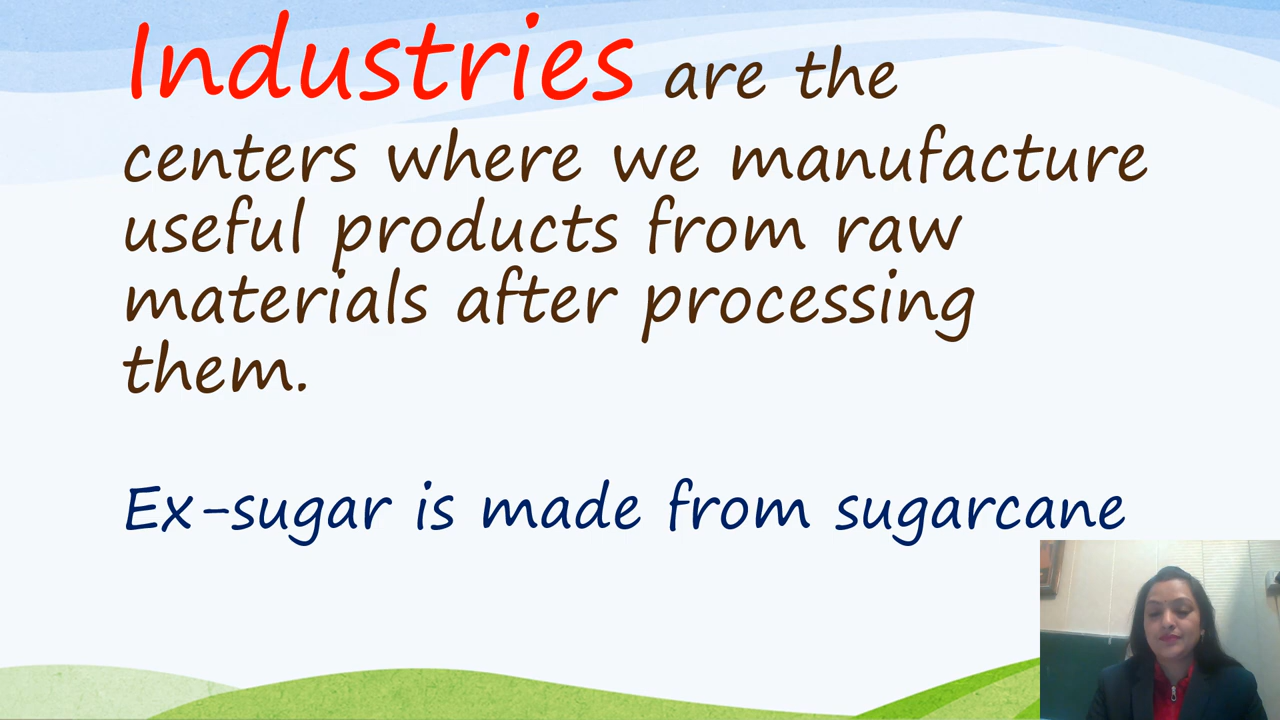 Industries are the
centers where we manufacture
useful products from raw
materials after processing
them.
Ex-sugar is made from sugarcane